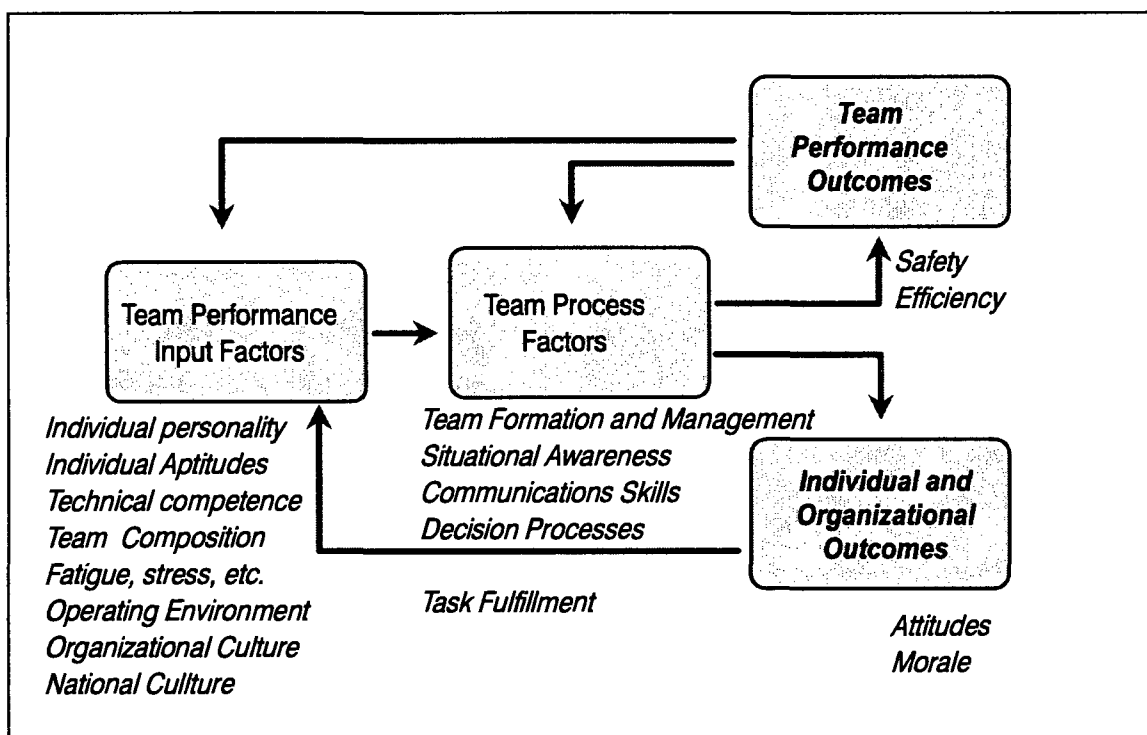 Team
Performance
Outcomes
Safety
Efficiency
Team Performance
Input Factors
Team Process
Factors
Individual personality
Individual Aptitudes
Technical competence
Team Composition
Fatigue, stress, etc.
Operating Environment
Organizational Culture
National Cullture
Team Formation and Management
Situational Awareness
Communications Skills
Decision Processes
Task Fulfillment
Individual and
Organizational
Outcomes
Attitudes
Morale